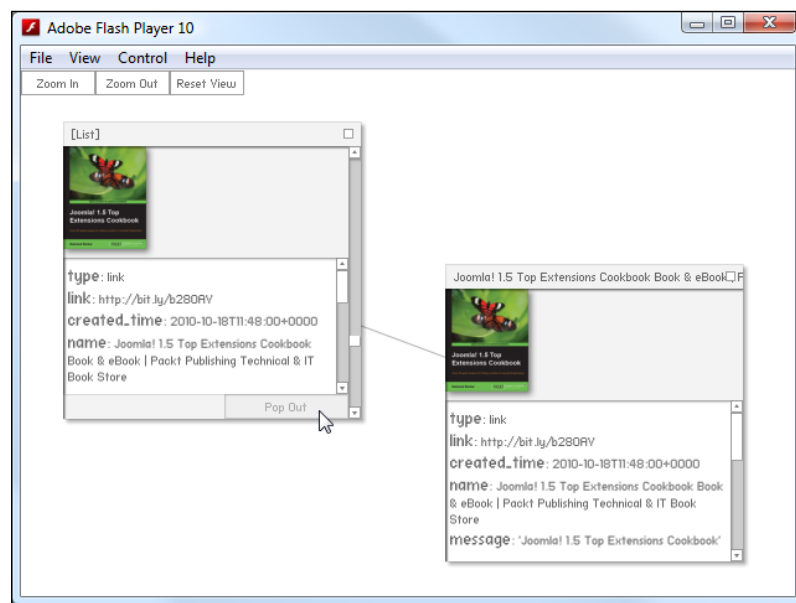 Adobe Flash Player 10
File View Control Help
Zoom In Zoom Out Reset View
[List]
Joomla! 1.5 Top
Extensions Cookbook
type: link
link: http://bit.ly/b280AV
created_time: 2010-10-18T11:48:00+0000
name: Joomla! 1.5 Top Extensions Cookbook
Book & eBook | Packt Publishing Technical & IT
Book Store
Pop Out
Joomla! 1.5 Top Extensions Cookbook Book & eBook
Joomla! 1.5 Top
Extensions Cookbook
type: link
link: http://bit.ly/b280AV
created_time: 2010-10-18T11:48:00+0000
name: Joomla! 1.5 Top Extensions Cookbook Book
& eBook | Packt Publishing Technical & IT Book
Store
message: 'Joomla! 1.5 Top Extensions Cookbook'